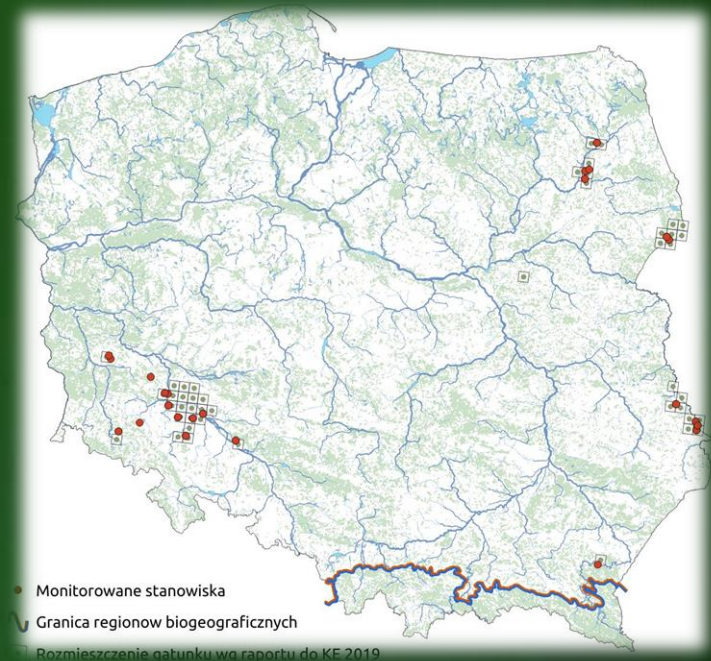 Monitorowane stanowiska
Granica regionow biogeograficznych
Rozmieszczenie gatunku wg raportu do KE 2019